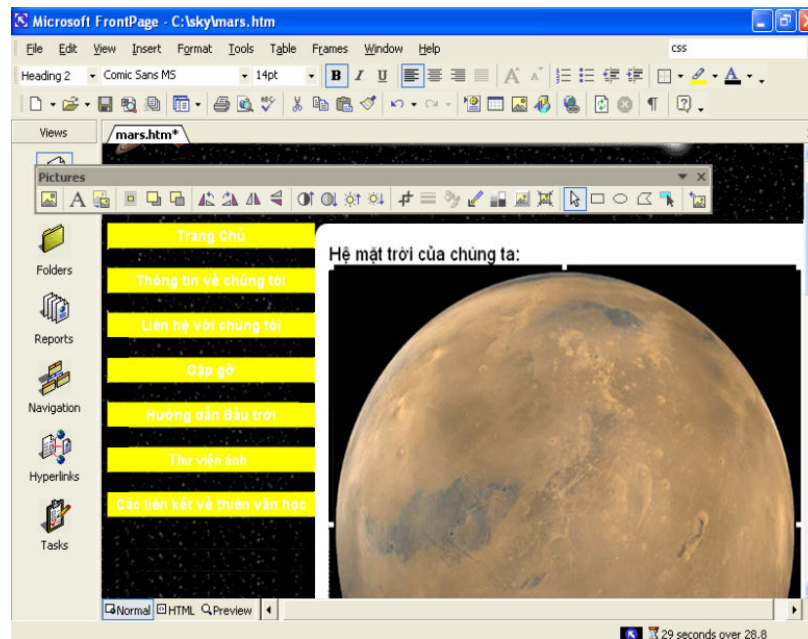 Microsoft FrontPage - C:\sky\mars.htm
File Edit View Insert Format Tools Table Frames Window Help css
Heading 2 Comic Sans MS 14pt B I U
Views mars.htm*
Pictures
Trang Chủ
Thông tin về chúng tôi
Liên hệ với chúng tôi
Gặp gỡ
Hướng dẫn Bầu trời
Thư viện ảnh
Các liên kết về thiên văn học
Hệ mặt trời của chúng ta:
Folders
Reports
Navigation
Hyperlinks
Tasks
Normal HTML Preview
29 seconds over 28.8